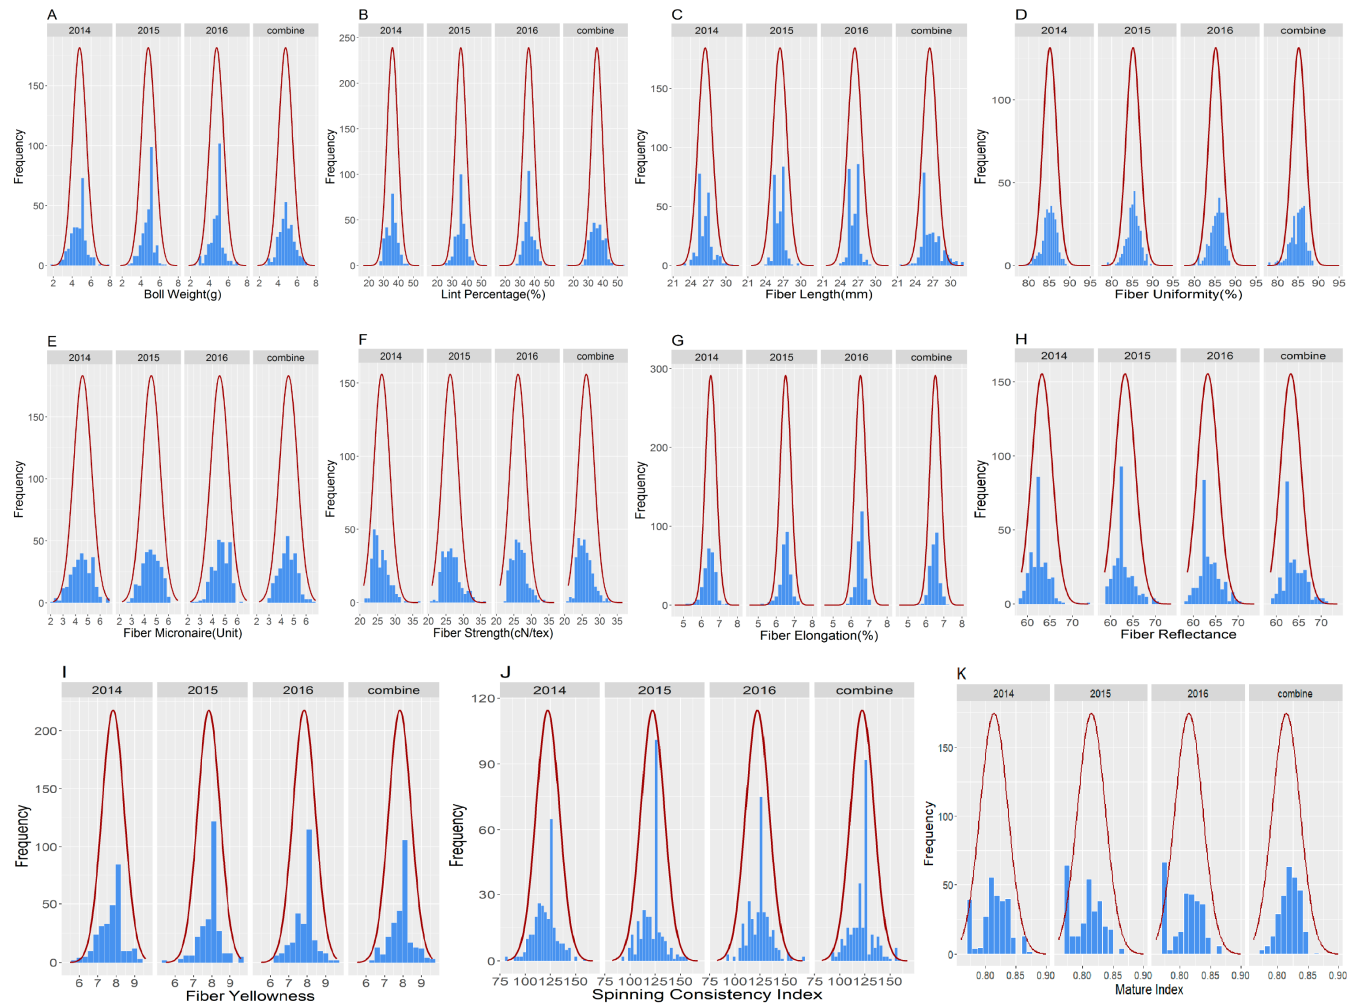 A
2014 2015 2016 combine
Frequency
150
100
50
0
2 4 6 8 2 4 6 8 2 4 6 8 2 4 6 8
Boll Weight(g)
B
2014 2015 2016 combine
Frequency
250
200
150
100
50
0
20 30 40 50 20 30 40 50 20 30 40 50 20 30 40 50
Lint Percentage(%)
C
2014 2015 2016 combine
Frequency
150
100
50
0
21 24 27 30 21 24 27 30 21 24 27 30 21 24 27 30
Fiber Length(mm)
D
2014 2015 2016 combine
Frequency
100
50
0
80 85 90 95 80 85 90 95 80 85 90 95 80 85 90 95
Fiber Uniformity(%)
E
2014 2015 2016 combine
Frequency
150
100
50
0
2 3 4 5 6 2 3 4 5 6 2 3 4 5 6 2 3 4 5 6
Fiber Micronaire(Unit)
F
2014 2015 2016 combine
Frequency
150
100
50
0
20 25 30 35 20 25 30 35 20 25 30 35 20 25 30 35
Fiber Strength(cN/tex)
G
2014 2015 2016 combine
Frequency
300
200
100
0
5 6 7 8 5 6 7 8 5 6 7 8 5 6 7 8
Fiber Elongation(%)
H
2014 2015 2016 combine
Frequency
150
100
50
0
60 65 70 60 65 70 60 65 70 60 65 70
Fiber Reflectance
I
2014 2015 2016 combine
Frequency
200
150
100
50
0
6 7 8 9 6 7 8 9 6 7 8 9 6 7 8 9
Fiber Yellowness
J
2014 2015 2016 combine
Frequency
120
90
60
30
0
75 100 125 150 75 100 125 150 75 100 125 150 75 100 125 150
Spinning Consistency Index
K
2014 2015 2016 combine
Frequency
150
100
50
0
0.80 0.85 0.90 0.80 0.85 0.90 0.80 0.85 0.90 0.80 0.85 0.90
Mature Index